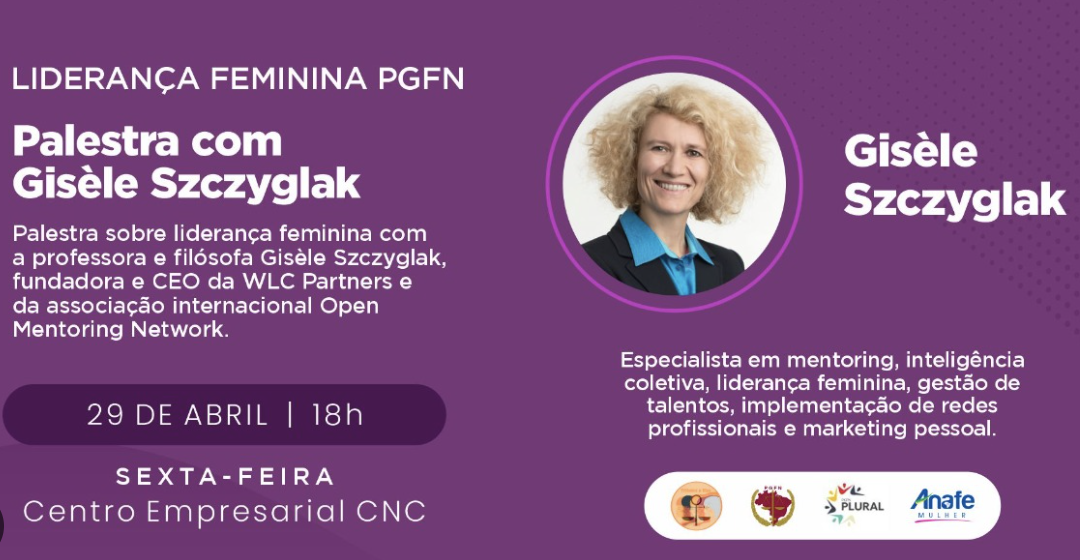 LIDERANÇA FEMININA PGFN
Palestra com
Gisèle Szczyglak
Palestra sobre liderança feminina com
a professora e filósofa Gisèle Szczyglak,
fundadora e CEO da WLC Partners e
da associação internacional Open
Mentoring Network.
29 DE ABRIL | 18h
SEXTA-FEIRA
Centro Empresarial CNC
Gisèle
Szczyglak
Especialista em mentoring, inteligência
coletiva, liderança feminina, gestão de
talentos, implementação de redes
profissionais e marketing pessoal.
PGFN
PLURAL
Anafe
MULHER